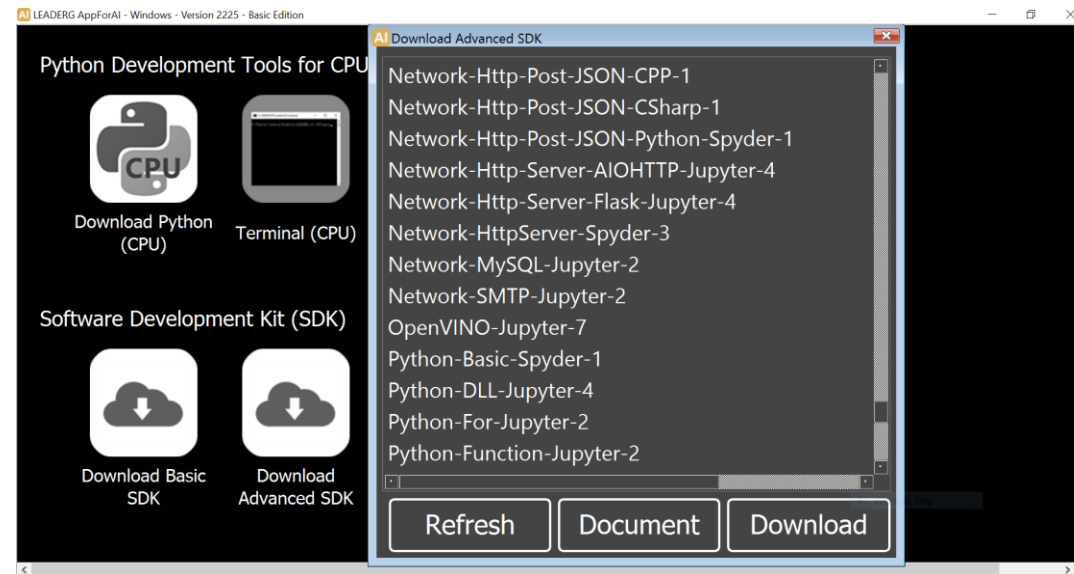 AI LEADERG AppForAI - Windows - Version 2225 - Basic Edition
AI Download Advanced SDK
Python Development Tools for CPU
CPU
Download Python
(CPU)
Terminal (CPU)
Software Development Kit (SDK)
Download Basic
SDK
Download
Advanced SDK
Network-Http-Post-JSON-CPP-1
Network-Http-Post-JSON-CSharp-1
Network-Http-Post-JSON-Python-Spyder-1
Network-Http-Server-AIOHTTP-Jupyter-4
Network-Http-Server-Flask-Jupyter-4
Network-HttpServer-Spyder-3
Network-MySQL-Jupyter-2
Network-SMTP-Jupyter-2
OpenVINO-Jupyter-7
Python-Basic-Spyder-1
Python-DLL-Jupyter-4
Python-For-Jupyter-2
Python-Function-Jupyter-2
Refresh
Document
Download